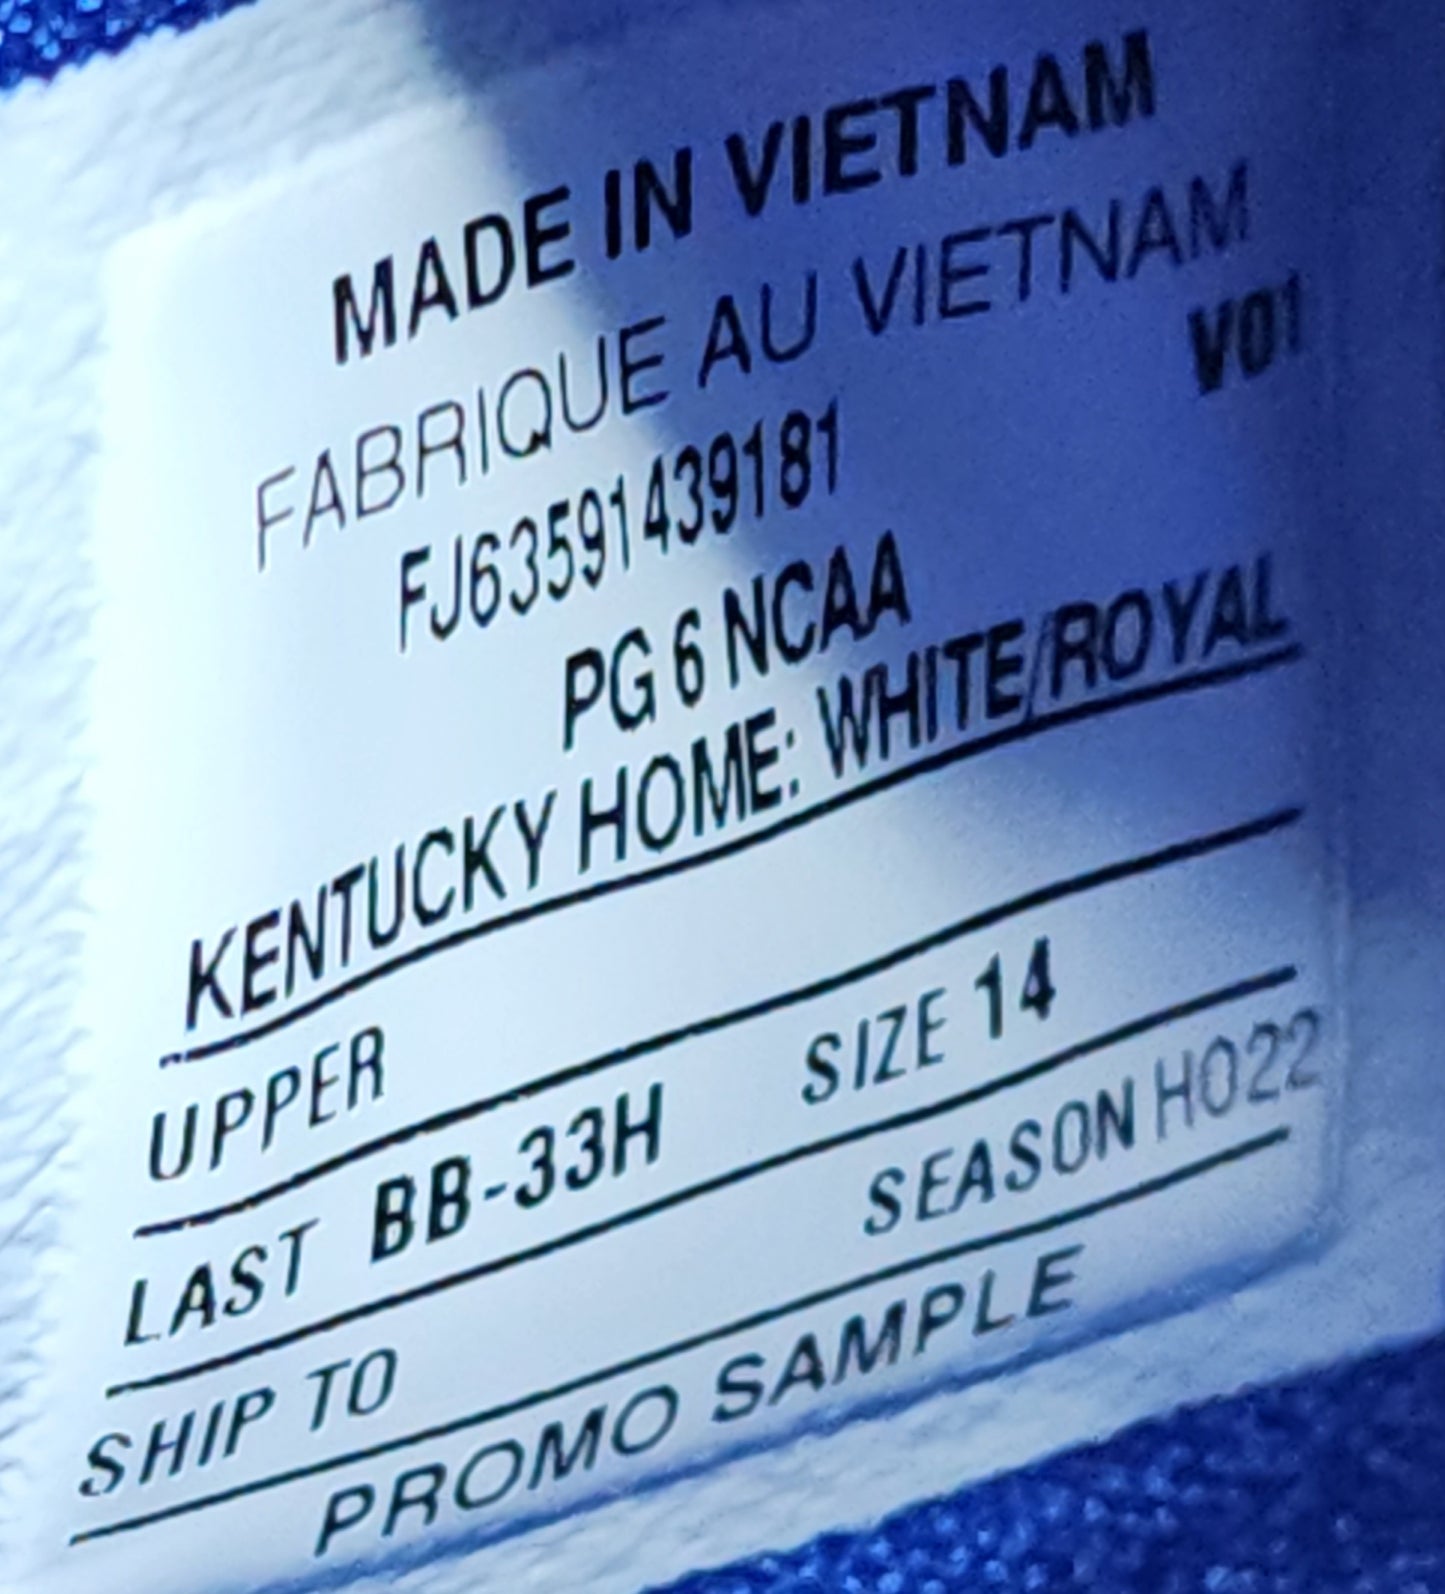 MADE IN VIETNAM
FABRIQUE AU VIETNAM
V01
FJ63591439181
PG 6 NCAA
KENTUCKY HOME: WHITE/ROYAL
UPPER
LAST BB-33H SIZE 14
SHIP TO SEASON HO22
PROMO SAMPLE